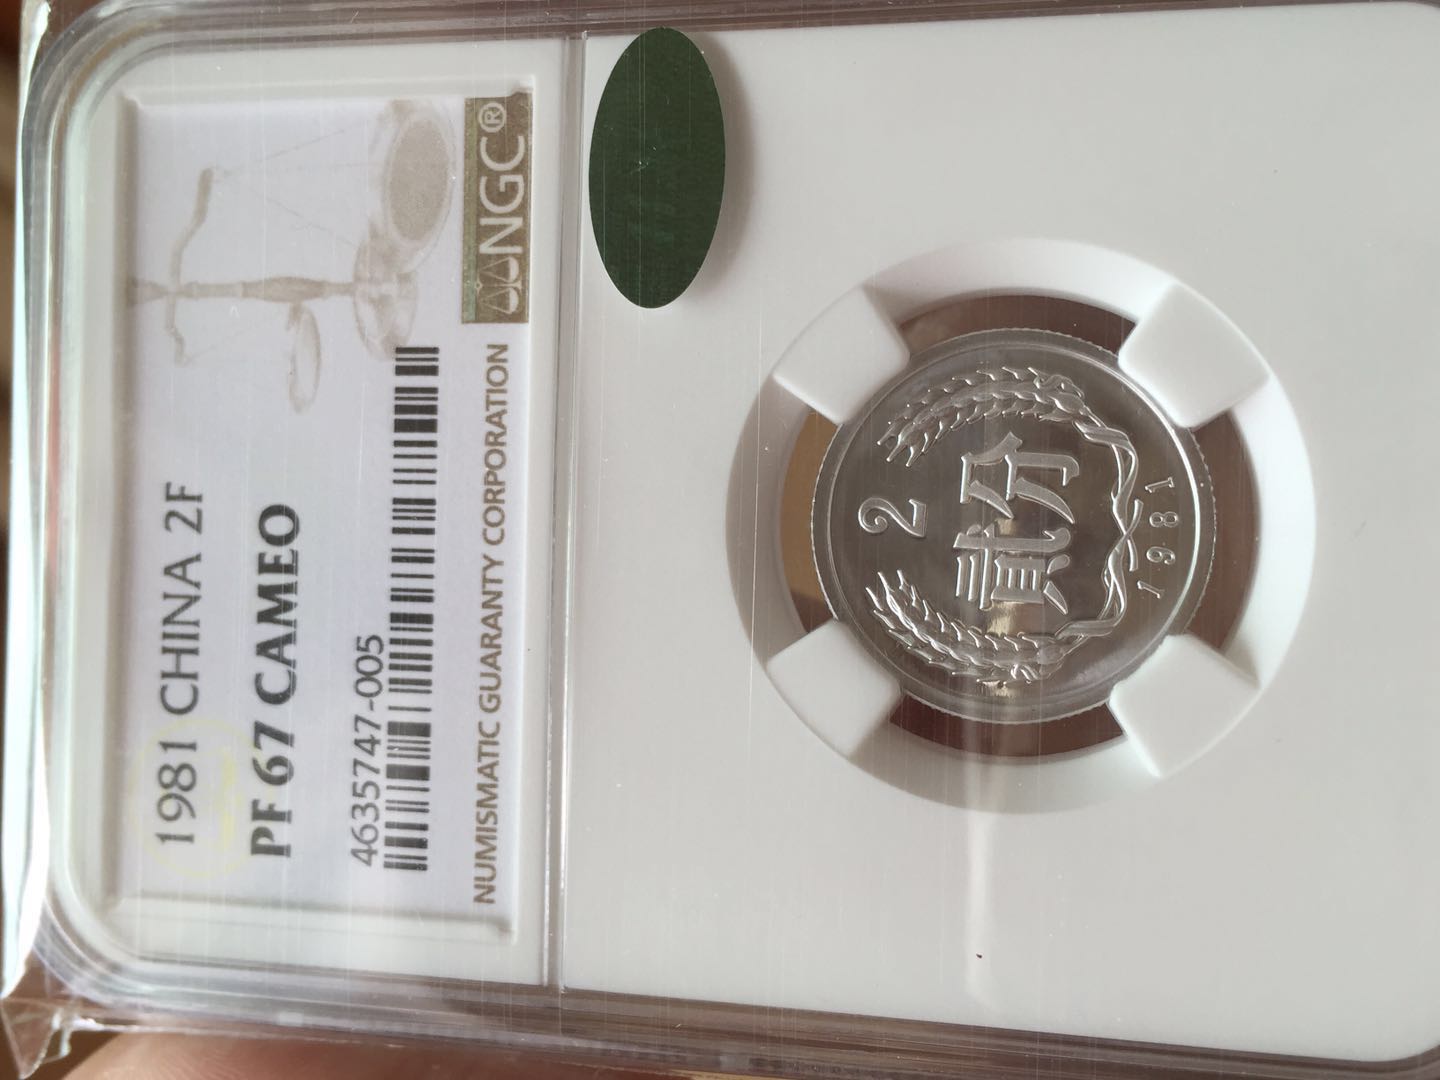 1981 CHINA 2F
PF 67 CAMEO
4635747-005
NUMISMATIC GUARANTY CORPORATION
NGC®
2
贰分
1981